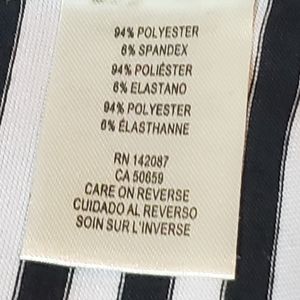 94% POLYESTER
6% SPANDEX
94% POLIÉSTER
6% ELASTANO
94% POLYESTER
6% ÉLASTHANNE
RN 142087
CA 50659
CARE ON REVERSE
CUIDADO AL REVERSO
SOIN SUR L'INVERSE